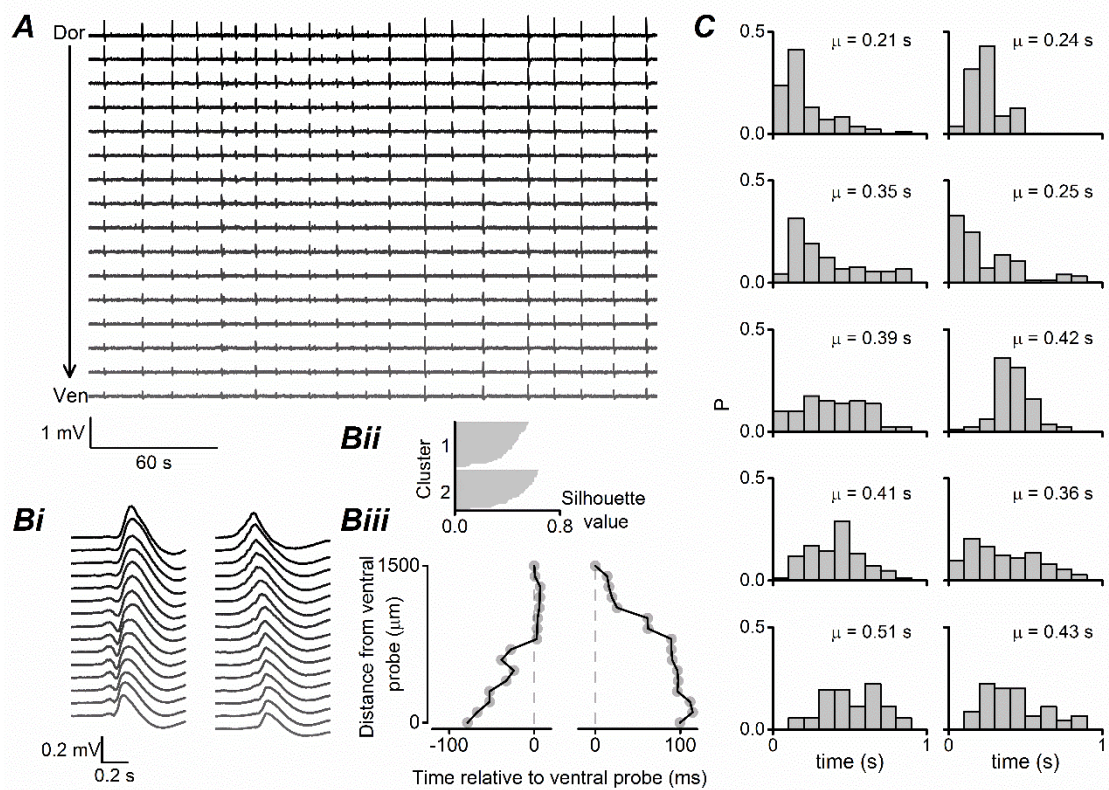 A
Dor
Ven
1 mV
60 s
Bi
0.2 mV
0.2 s
Bii
Cluster
1
2
0.0
0.8
Silhouette
value
Biii
Distance from ventral
probe (μm)
1500
0
-100
0
0
100
Time relative to ventral probe (ms)
C
0.5
0.0
μ = 0.21 s
μ = 0.24 s
0.5
0.0
μ = 0.35 s
μ = 0.25 s
P
0.5
0.0
μ = 0.39 s
μ = 0.42 s
0.5
0.0
μ = 0.41 s
μ = 0.36 s
0.5
0.0
μ = 0.51 s
μ = 0.43 s
0
1
0
1
time (s)
time (s)